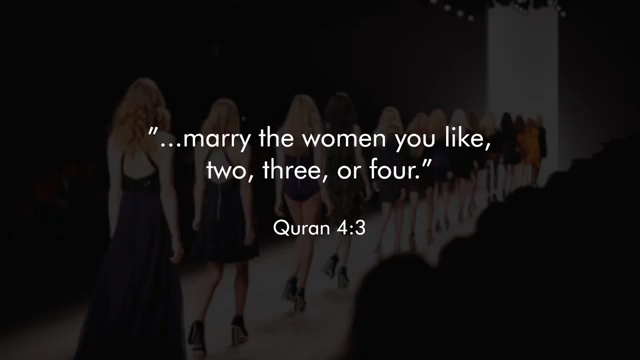 "...marry the women you like,
two, three, or four."
Quran 4:3